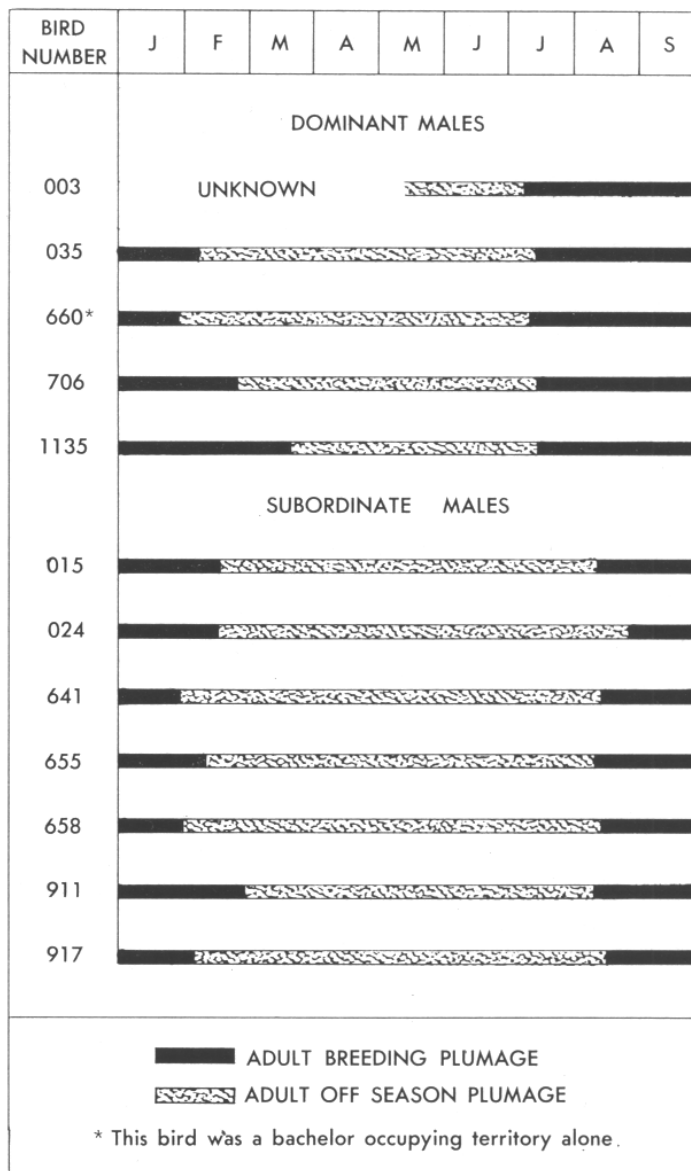 BIRD NUMBER J F M A M J J A S
DOMINANT MALES
003 UNKNOWN
035
660*
706
1135
SUBORDINATE MALES
015
024
641
655
658
911
917
ADULT BREEDING PLUMAGE
ADULT OFF SEASON PLUMAGE
* This bird was a bachelor occupying territory alone.